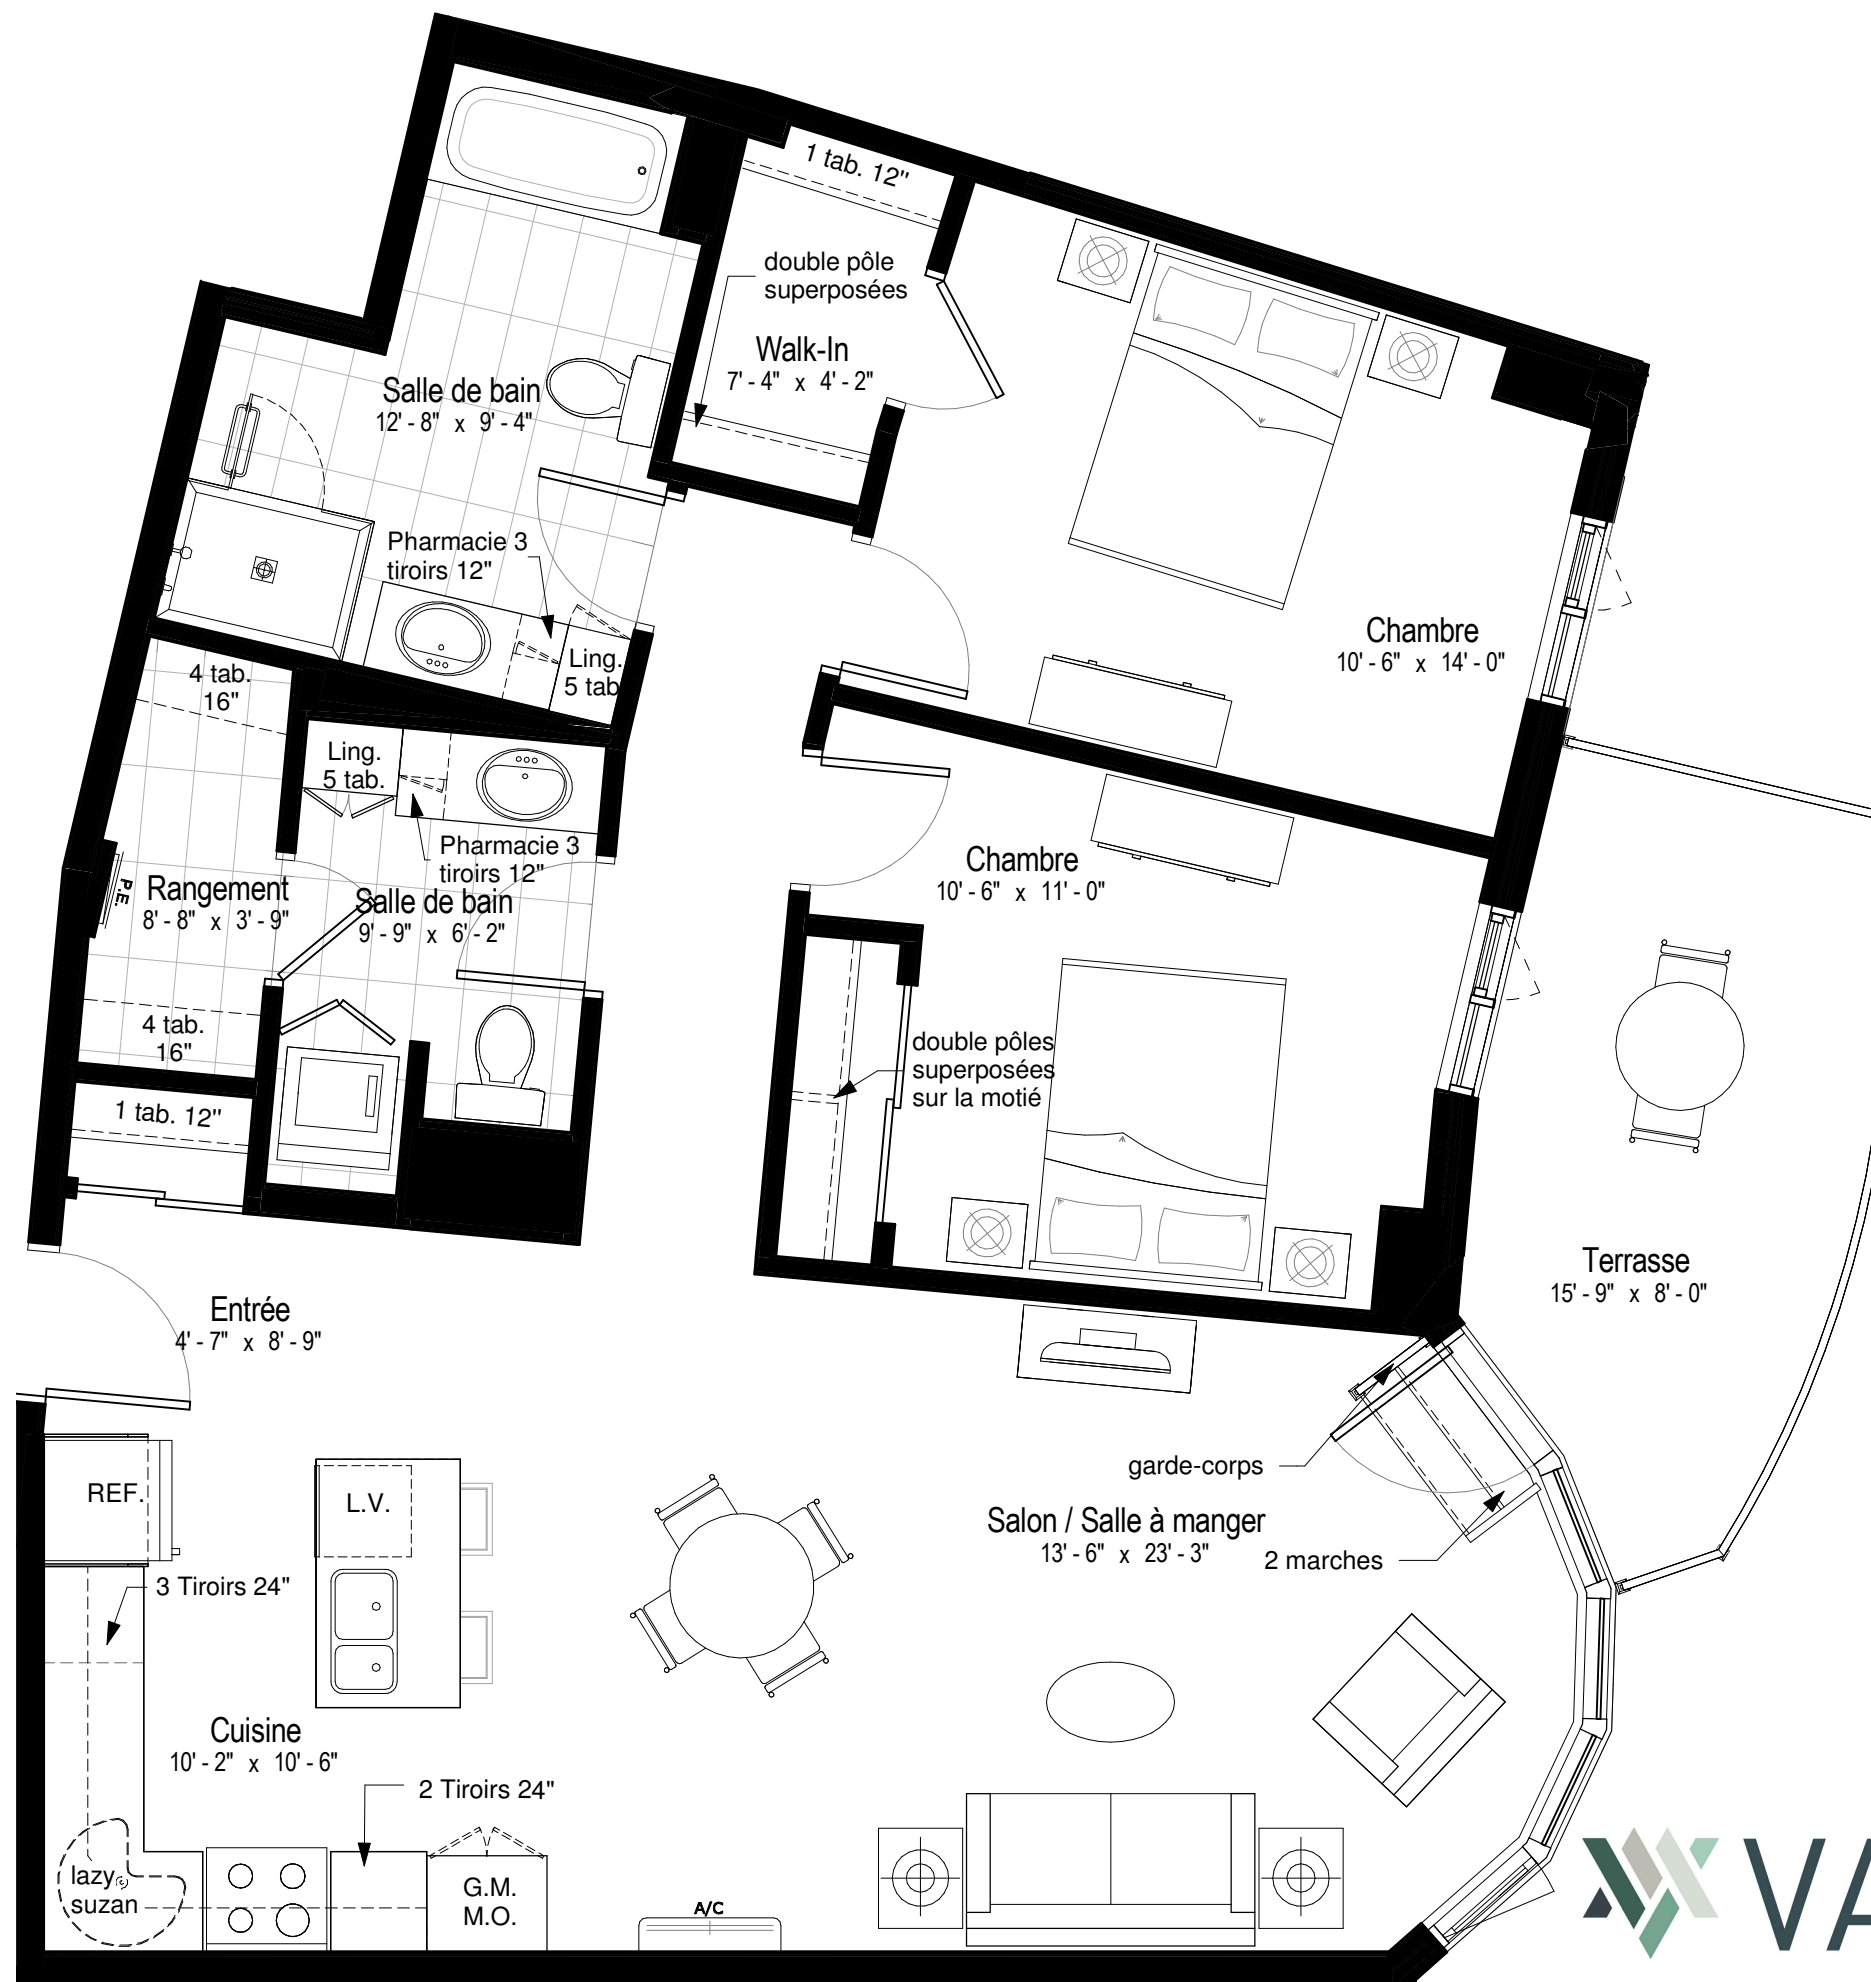 1 tab. 12"
double pôle
superposées
Walk-In
7' - 4" x 4' - 2"
Salle de bain
12' - 8" x 9' - 4"
Pharmacie 3
tiroirs 12"
Ling.
5 tab
Chambre
10' - 6" x 14' - 0"
4 tab.
16"
Ling.
5 tab.
Pharmacie 3
tiroirs 12"
P.E.
Rangement
8' - 8" x 3' - 9"
Salle de bain
9' - 9" x 6' - 2"
Chambre
10' - 6" x 11' - 0"
4 tab.
16"
1 tab. 12"
double pôles
superposées
sur la motié
Terrasse
15' - 9" x 8' - 0"
Entrée
4' - 7" x 8' - 9"
garde-corps
REF.
L.V.
Salon / Salle à manger
13' - 6" x 23' - 3"
2 marches
3 Tiroirs 24"
Cuisine
10' - 2" x 10' - 6"
2 Tiroirs 24"
lazy
suzan
G.M.
M.O.
A/C
VA